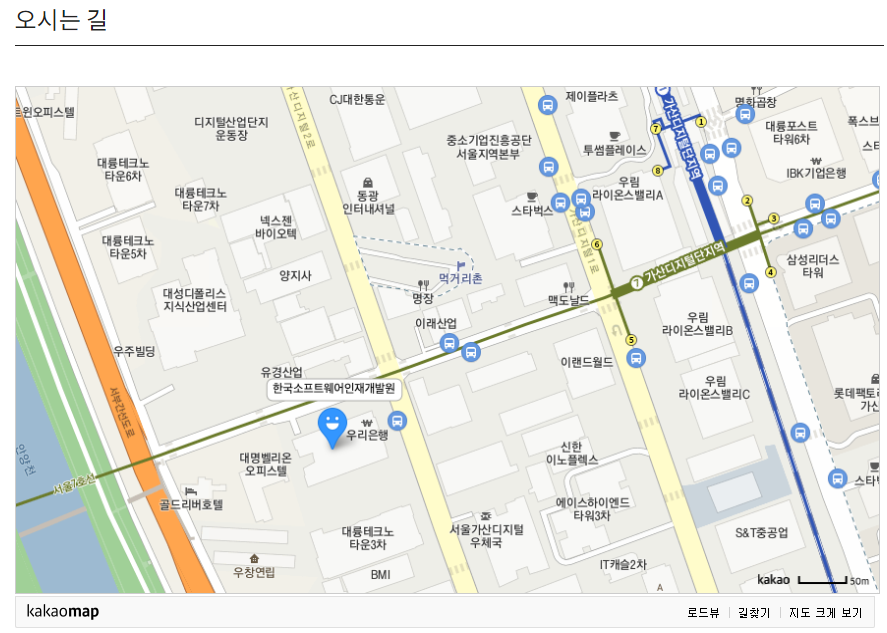 오시는 길
트윈오피스텔
CJ대한통운
가산디지털2로
디지털산업단지
운동장
제이플라츠
가산디지털단지역
명화곱창
1
7
투썸플레이스
대륭포스트
타워6차
폭스브
스타
중소기업진흥공단
서울지역본부
대륭테크노
타운6차
8
IBK기업은행
우림
라이온스밸리A
동광
인터내셔널
대륭테크노
타운7차
스타벅스
2
3
넥스젠
바이오텍
가산디지털1로
대륭테크노
타운5차
6
7 가산디지털단지역
삼성리더스
타워
4
먹거리촌
양지사
명장
맥도날드
대성디폴리스
지식산업센터
이래산업
우림
라이온스밸리B
5
우주빌딩
이랜드월드
유경산업
한국소프트웨어인재개발원
우림
라이온스밸리C
롯데팩토리
가산
서부간선도로
우리은행
안양천
대명벨리온
오피스텔
신한
이노플렉스
서울7호선
스타벅
골드리버호텔
에이스하이엔드
타워3차
대륭테크노
타운3차
서울가산디지털
우체국
S&T중공업
우창연립
BMI
IT캐슬2차
A
kakao 50m
kakaomap
로드뷰 길찾기 지도 크게 보기